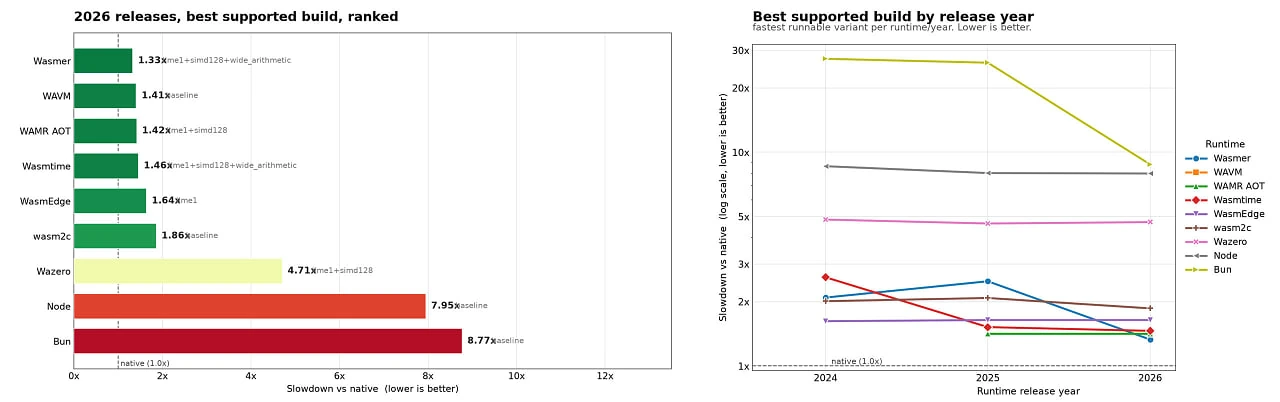 2026 releases, best supported build, ranked
Wasmer 1.33x me1+simd128+wide_arithmetic
WAVM 1.41x baseline
WAMR AOT 1.42x me1+simd128
Wasmtime 1.46x me1+simd128+wide_arithmetic
WasmEdge 1.64x me1
wasm2c 1.86x baseline
Wazero 4.71x me1+simd128
Node 7.95x baseline
Bun 8.77x baseline
native (1.0x)
0x 2x 4x 6x 8x 10x 12x
Slowdown vs native (lower is better)
Best supported build by release year
fastest runnable variant per runtime/year. Lower is better.
Slowdown vs native (log scale, lower is better)
30x
20x
10x
5x
3x
2x
1x
native (1.0x)
2024 2025 2026
Runtime release year
Runtime
Wasmer
WAVM
WAMR AOT
Wasmtime
WasmEdge
wasm2c
Wazero
Node
Bun